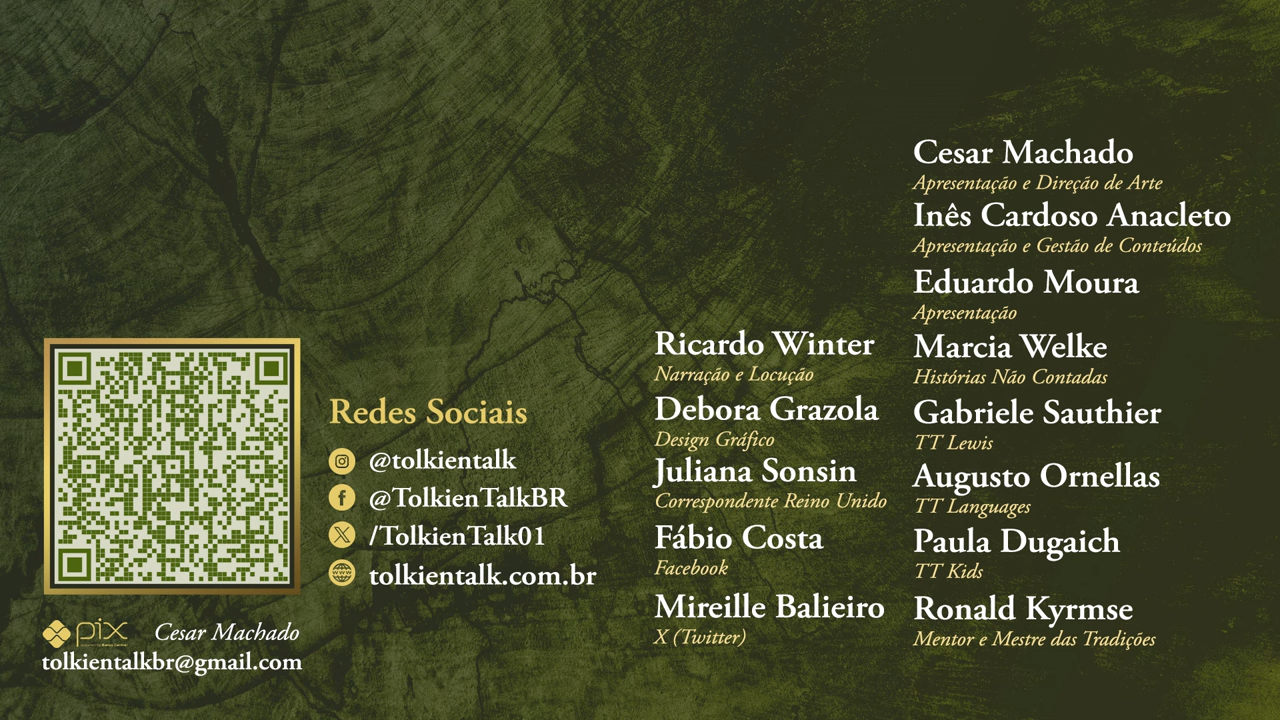 pix
Cesar Machado
tolkientalkbr@gmail.com
Redes Sociais
@tolkientalk
@TolkienTalkBR
/TolkienTalk01
tolkientalk.com.br
Ricardo Winter
Narração e Locução
Debora Grazola
Design Gráfico
Juliana Sonsin
Correspondente Reino Unido
Fábio Costa
Facebook
Mireille Balieiro
X (Twitter)
Cesar Machado
Apresentação e Direção de Arte
Inês Cardoso Anacleto
Apresentação e Gestão de Conteúdos
Eduardo Moura
Apresentação
Marcia Welke
Histórias Não Contadas
Gabriele Sauthier
TT Lewis
Augusto Ornellas
TT Languages
Paula Dugaich
TT Kids
Ronald Kyrmse
Mentor e Mestre das Tradições